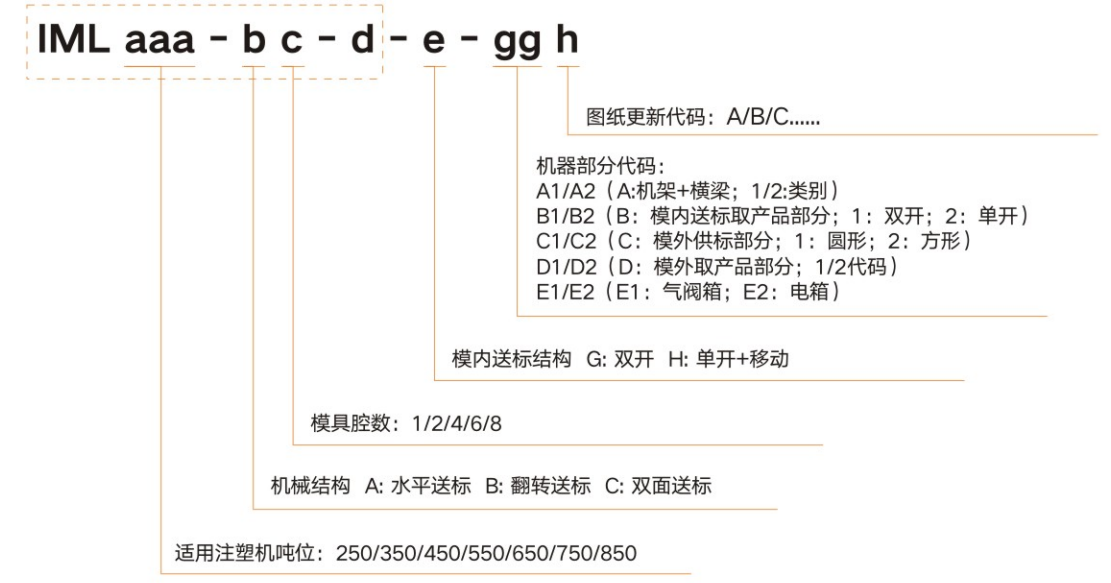 IML aaa - b c - d - e - gg h
图纸更新代码：A/B/C......
机器部分代码：
A1/A2（A:机架+横梁；1/2:类别）
B1/B2（B：模内送标取产品部分；1：双开；2：单开）
C1/C2（C：模外供标部分；1：圆形；2：方形）
D1/D2（D：模外取产品部分；1/2代码）
E1/E2（E1：气阀箱；E2：电箱）
模内送标结构 G: 双开 H: 单开+移动
模具腔数：1/2/4/6/8
机械结构 A: 水平送标 B: 翻转送标 C: 双面送标
适用注塑机吨位：250/350/450/550/650/750/850